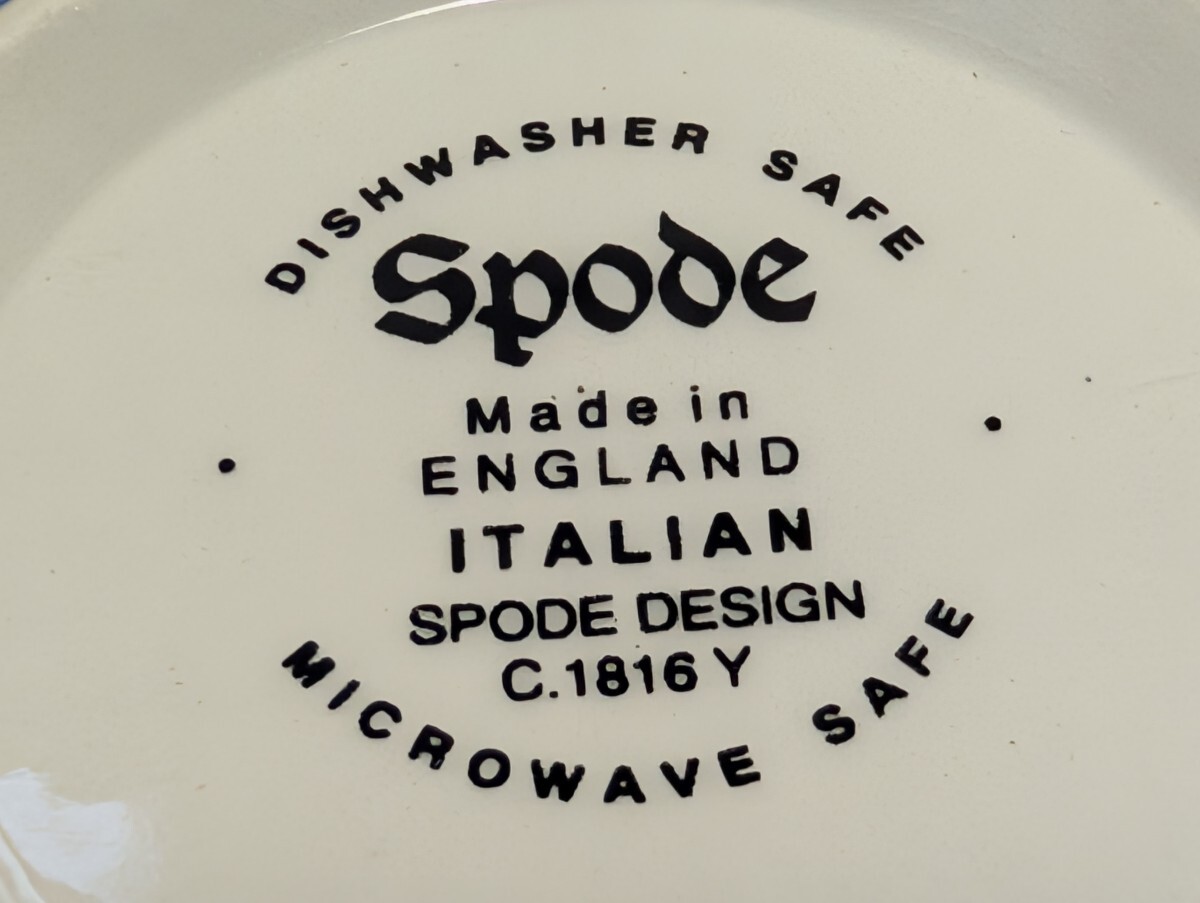 DISHWASHER SAFE
Spode
Made in
ENGLAND
ITALIAN
SPODE DESIGN
C.1816 Y
MICROWAVE SAFE